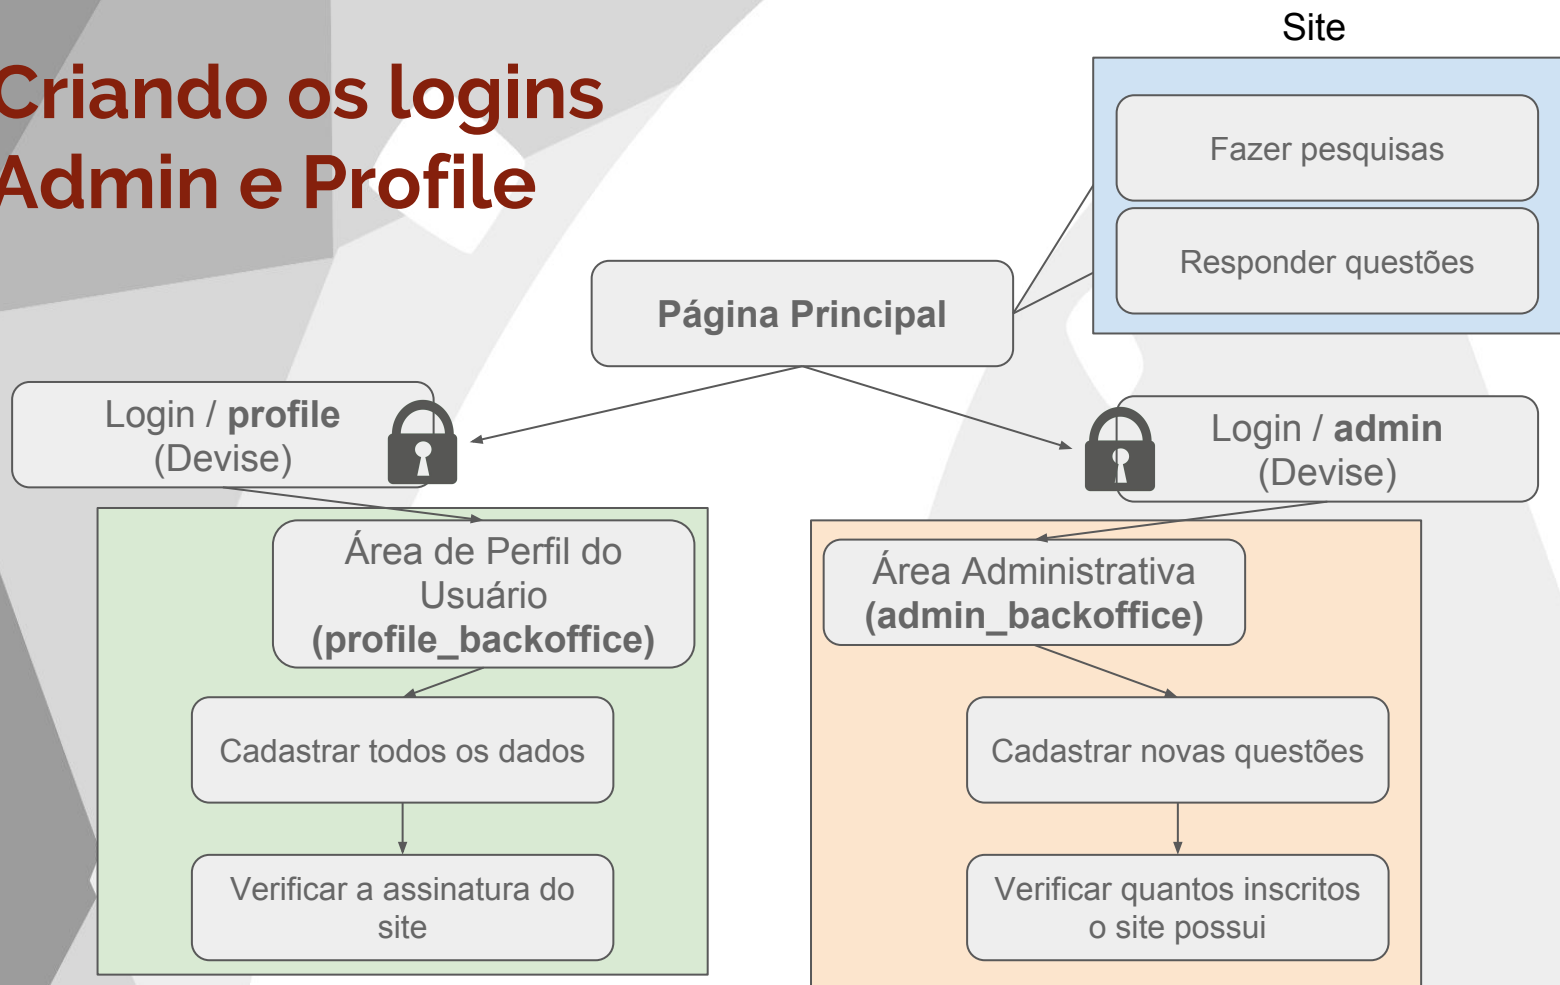 Site
Criando os logins
Admin e Profile
Fazer pesquisas
Responder questões
Página Principal
Login / profile
(Devise)
Login / admin
(Devise)
Área de Perfil do
Usuário
(profile_backoffice)
Área Administrativa
(admin_backoffice)
Cadastrar todos os dados
Cadastrar novas questões
Verificar a assinatura do
site
Verificar quantos inscritos
o site possui